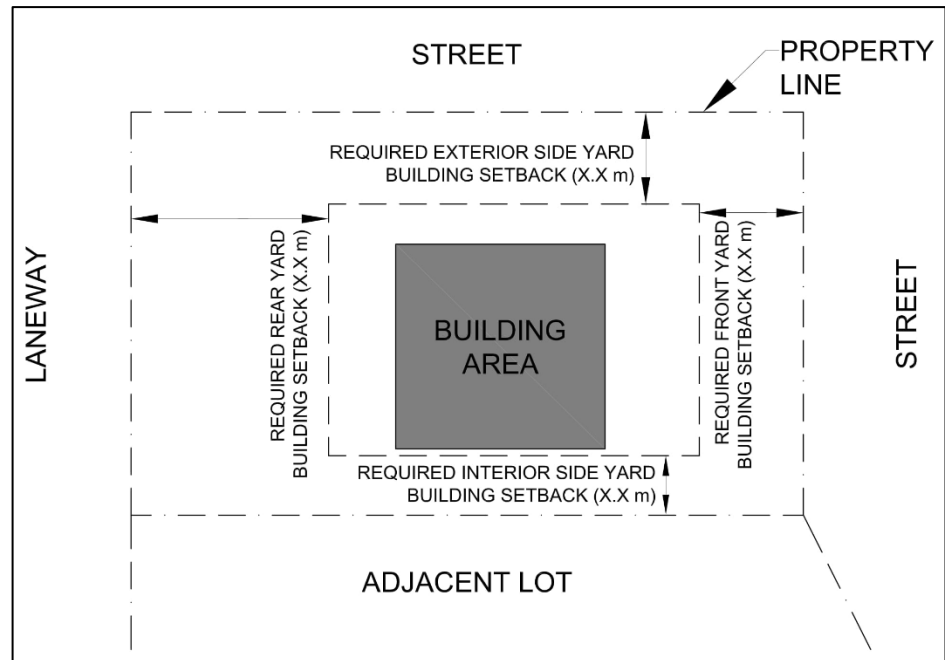 STREET
PROPERTY
LINE
REQUIRED EXTERIOR SIDE YARD
BUILDING SETBACK (X.X m)
LANEWAY
REQUIRED REAR YARD
BUILDING SETBACK (X.X m)
BUILDING
AREA
REQUIRED FRONT YARD
BUILDING SETBACK (X.X m)
STREET
REQUIRED INTERIOR SIDE YARD
BUILDING SETBACK (X.X m)
ADJACENT LOT